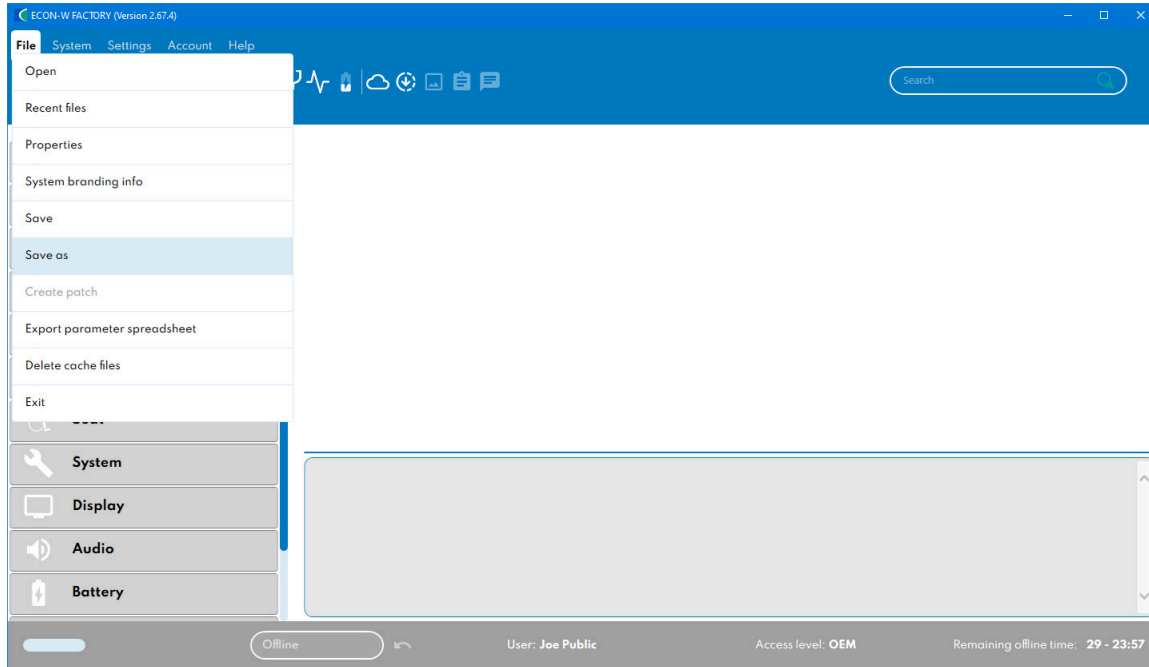 ECON-W FACTORY (Version 2.67.4)
File System Settings Account Help
Search
Open
Recent files
Properties
System branding info
Save
Save as
Create patch
Export parameter spreadsheet
Delete cache files
Exit
System
Display
Audio
Battery
Offline User: Joe Public Access level: OEM Remaining offline time: 29 - 23:57